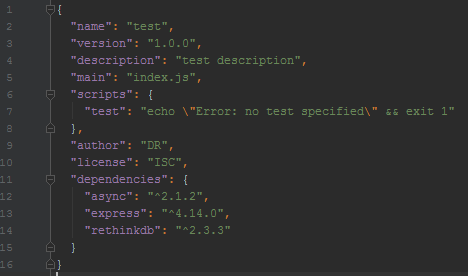 1 {
2 "name": "test",
3 "version": "1.0.0",
4 "description": "test description",
5 "main": "index.js",
6 "scripts": {
7 "test": "echo \"Error: no test specified\" && exit 1"
8 },
9 "author": "DR",
10 "license": "ISC",
11 "dependencies": {
12 "async": "^2.1.2",
13 "express": "^4.14.0",
14 "rethinkdb": "^2.3.3"
15 }
16 }